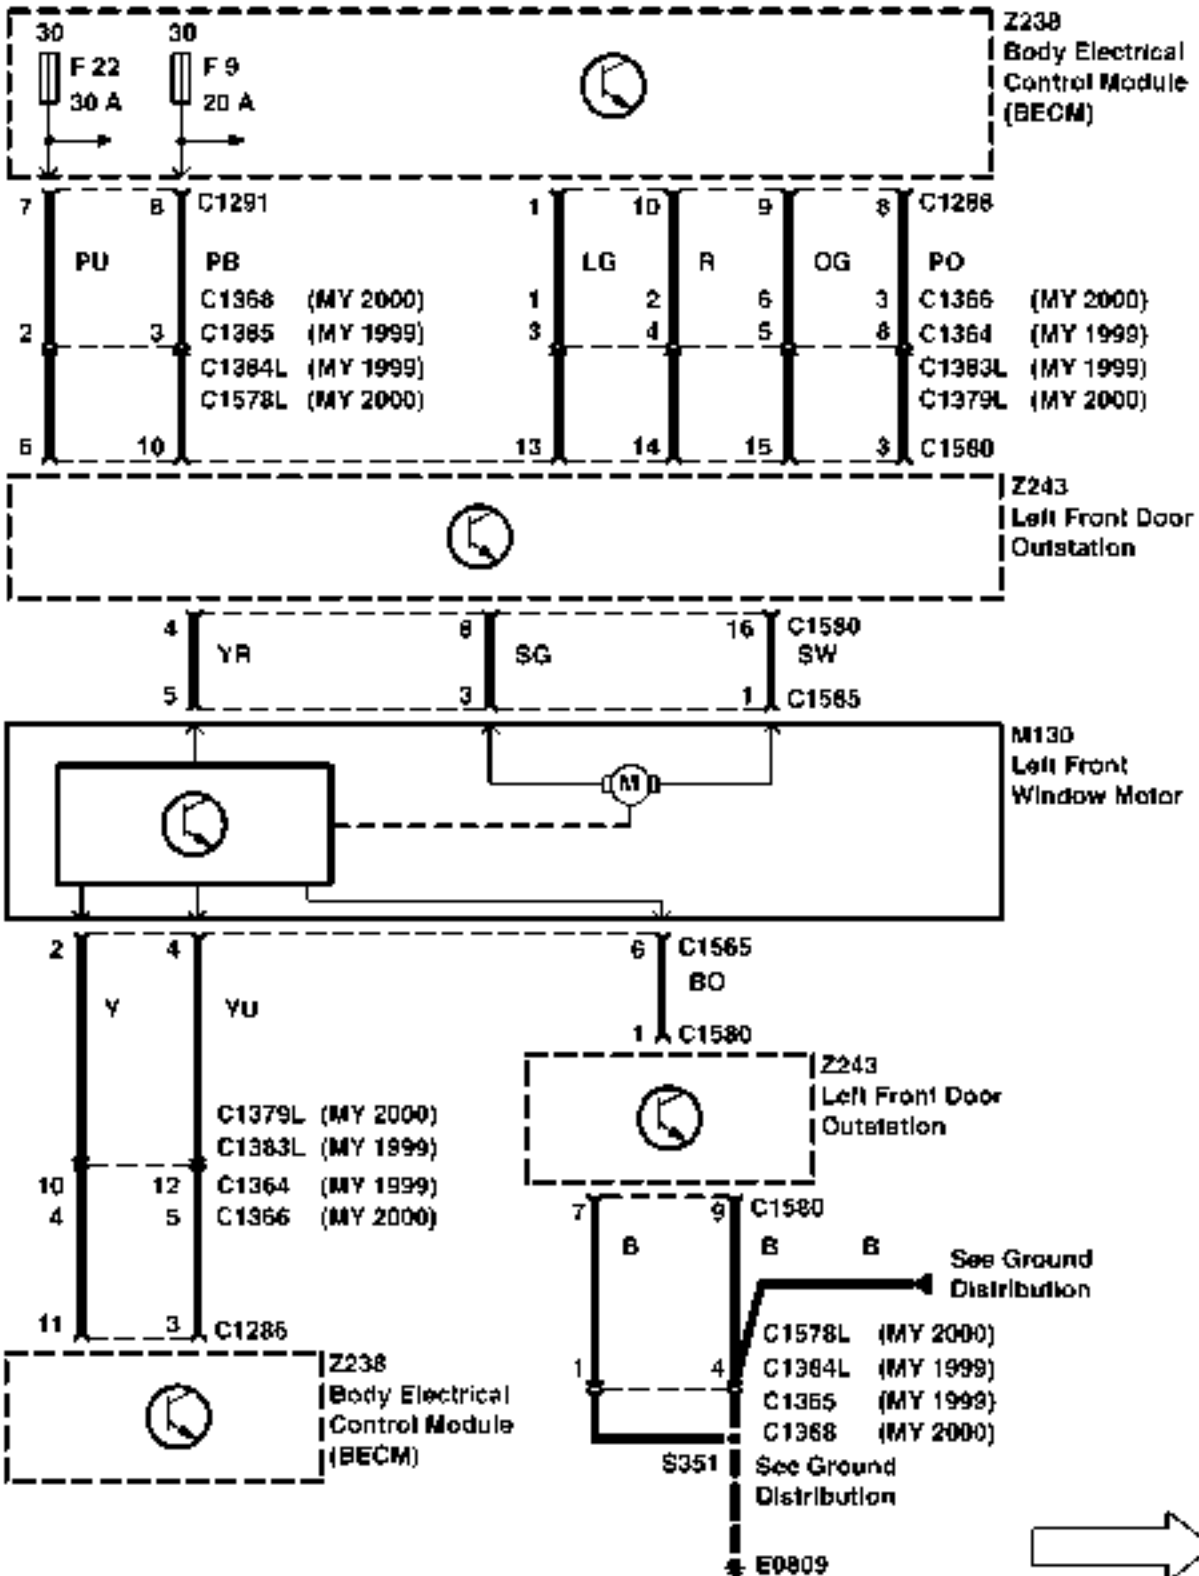 30 30
F 22 F 9
30 A 20 A
Z238
Body Electrical
Control Module
(BECM)
7 8 C1291 1 10 9 8 C1286
PU PB LG R OG PO
C1368 (MY 2000) 1 2 6 3 C1366 (MY 2000)
2 3 C1365 (MY 1999) 3 4 5 8 C1364 (MY 1999)
C1384L (MY 1999) C1383L (MY 1999)
C1578L (MY 2000) C1379L (MY 2000)
10 13 14 15 3 C1580
Z243
Left Front Door
Outstation
4 8 16 C1580
YR SG SW
5 3 1 C1565
M130
Left Front
Window Motor
M
2 4 6 C1565
BO
Y YU
1 C1580
Z243
Left Front Door
Outstation
C1379L (MY 2000)
C1383L (MY 1999)
10 12 C1364 (MY 1999)
4 5 C1366 (MY 2000)
7 9 C1580
B B B
See Ground
Distribution
11 3 C1286
Z238
Body Electrical
Control Module
(BECM)
C1578L (MY 2000)
1 4 C1384L (MY 1999)
C1365 (MY 1999)
C1368 (MY 2000)
S351 See Ground
Distribution
E0809